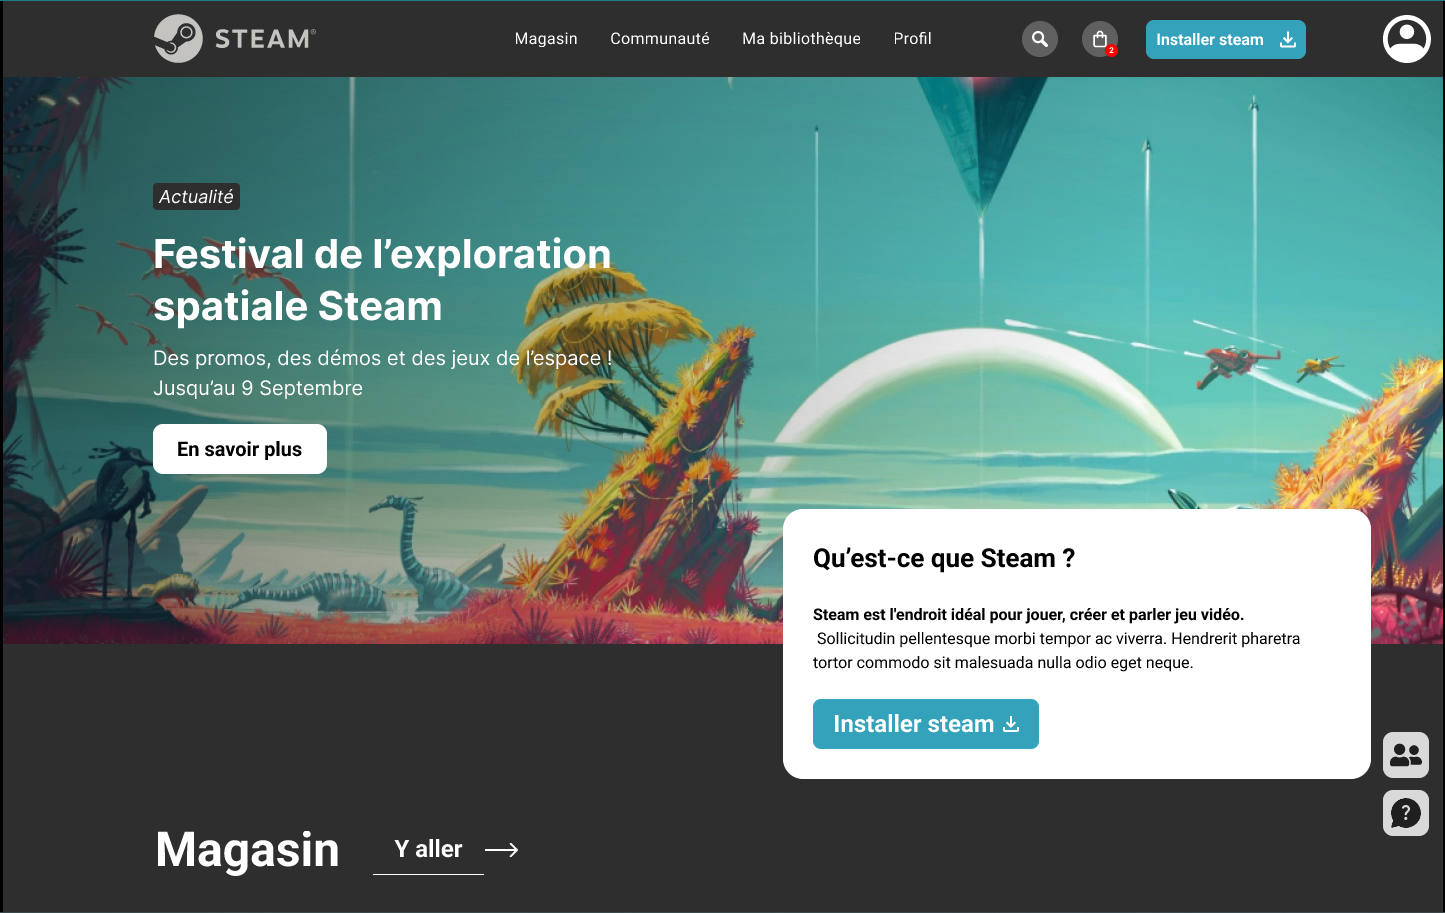 STEAM®
Magasin
Communauté
Ma bibliothèque
Profil
2
Installer steam
Actualité
Festival de l’exploration
spatiale Steam
Des promos, des démos et des jeux de l’espace !
Jusqu’au 9 Septembre
En savoir plus
Qu’est-ce que Steam ?
Steam est l'endroit idéal pour jouer, créer et parler jeu vidéo.
Sollicitudin pellentesque morbi tempor ac viverra. Hendrerit pharetra
tortor commodo sit malesuada nulla odio eget neque.
Installer steam
?
Magasin
Y aller